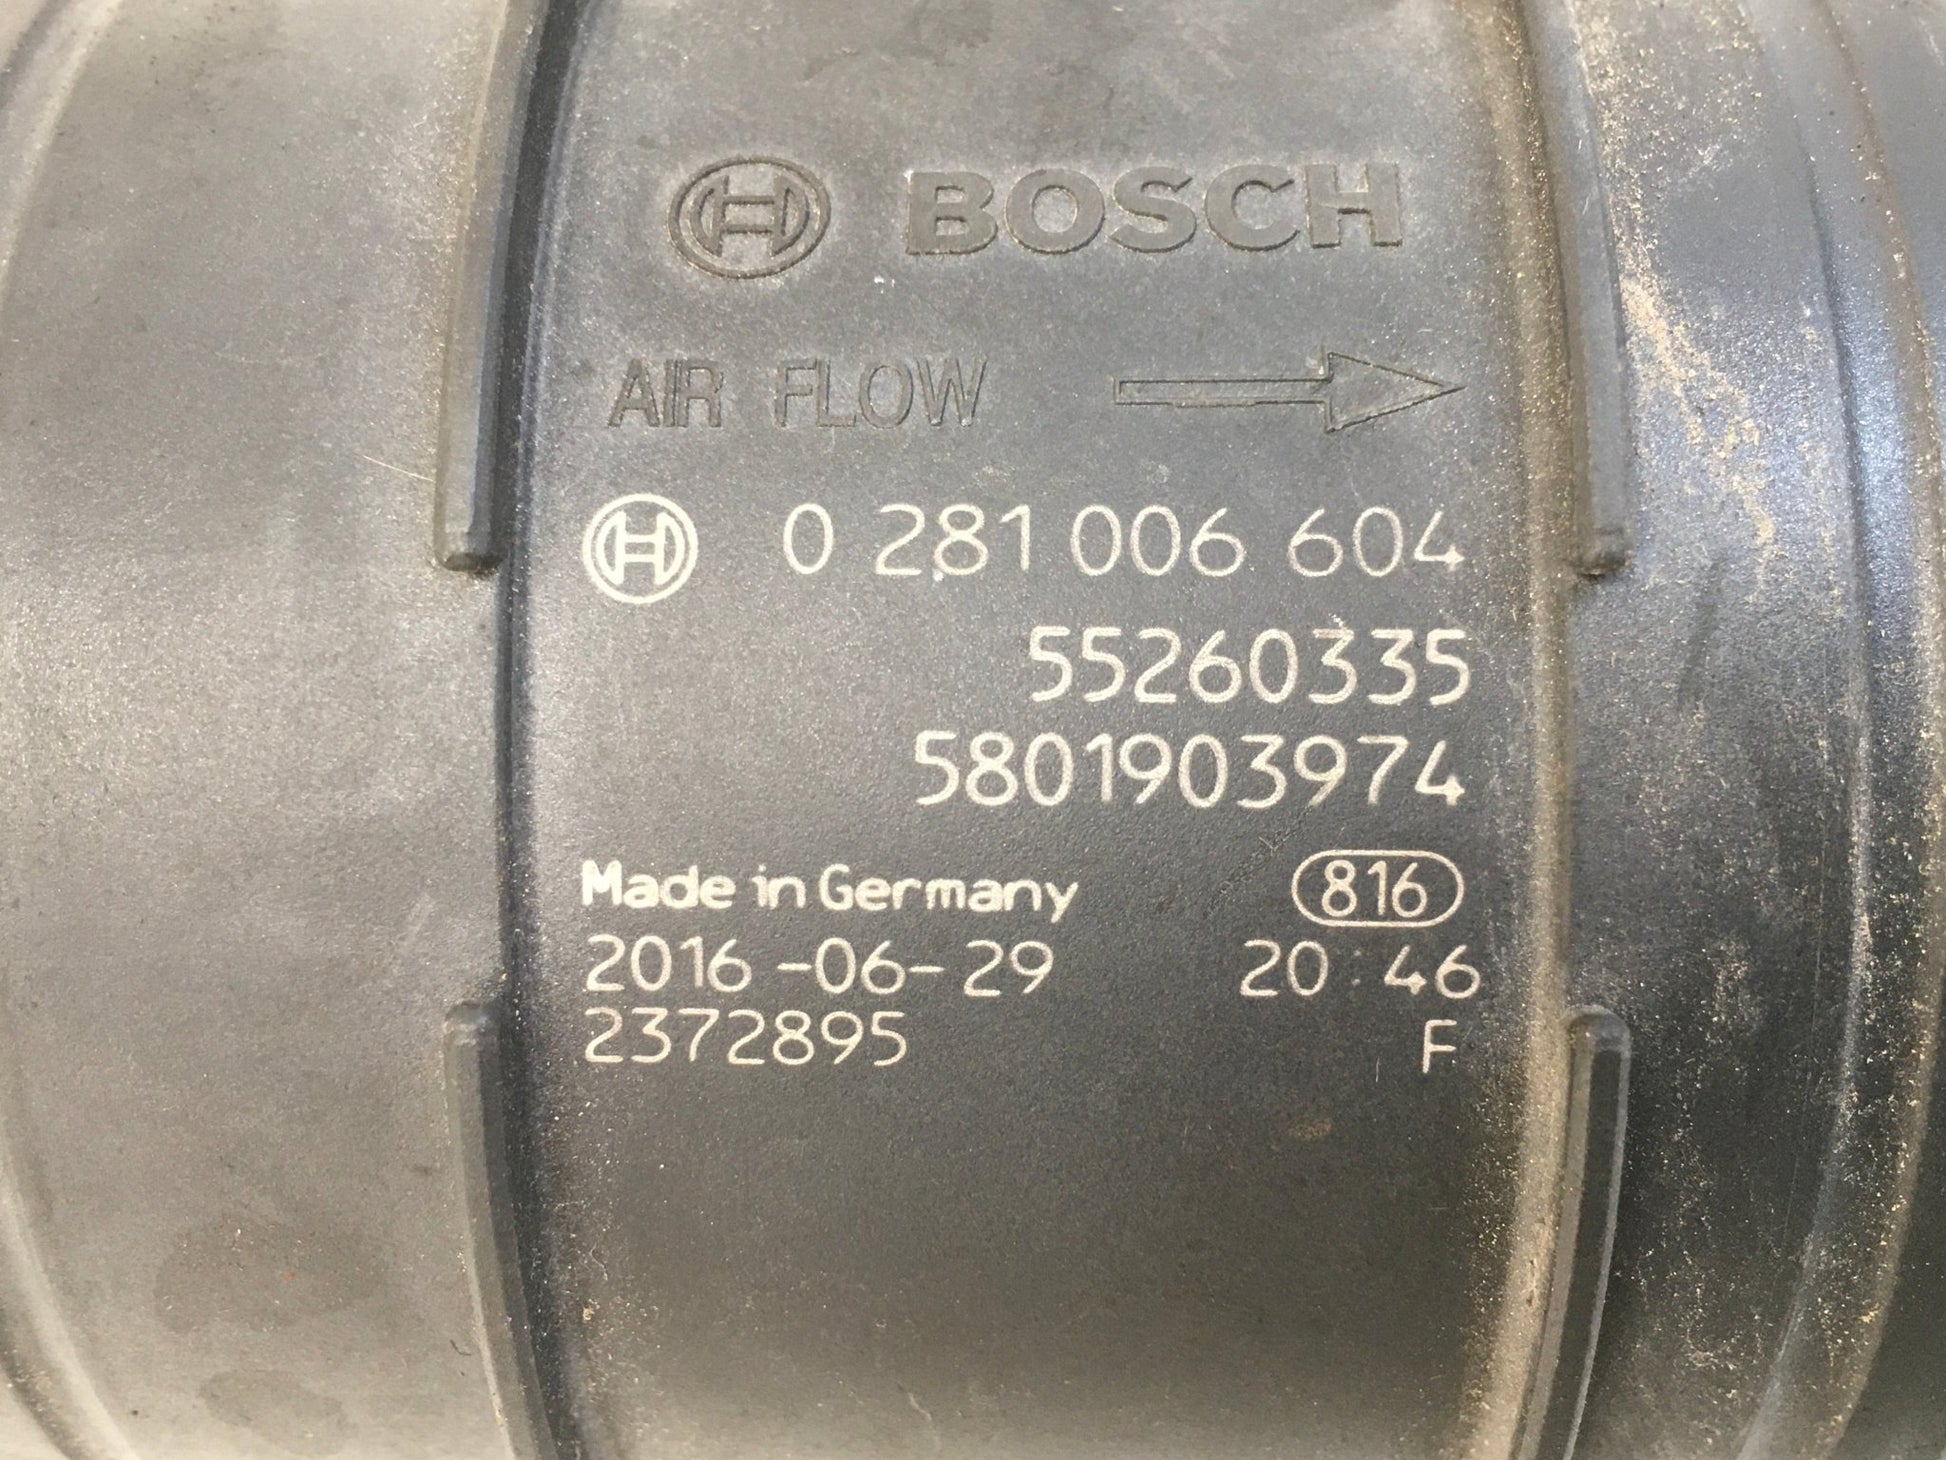 BOSCH
AIR FLOW
0 281 006 604
55260335
5801903974
Made in Germany 816
2016-06-29 20:46
2372895 F